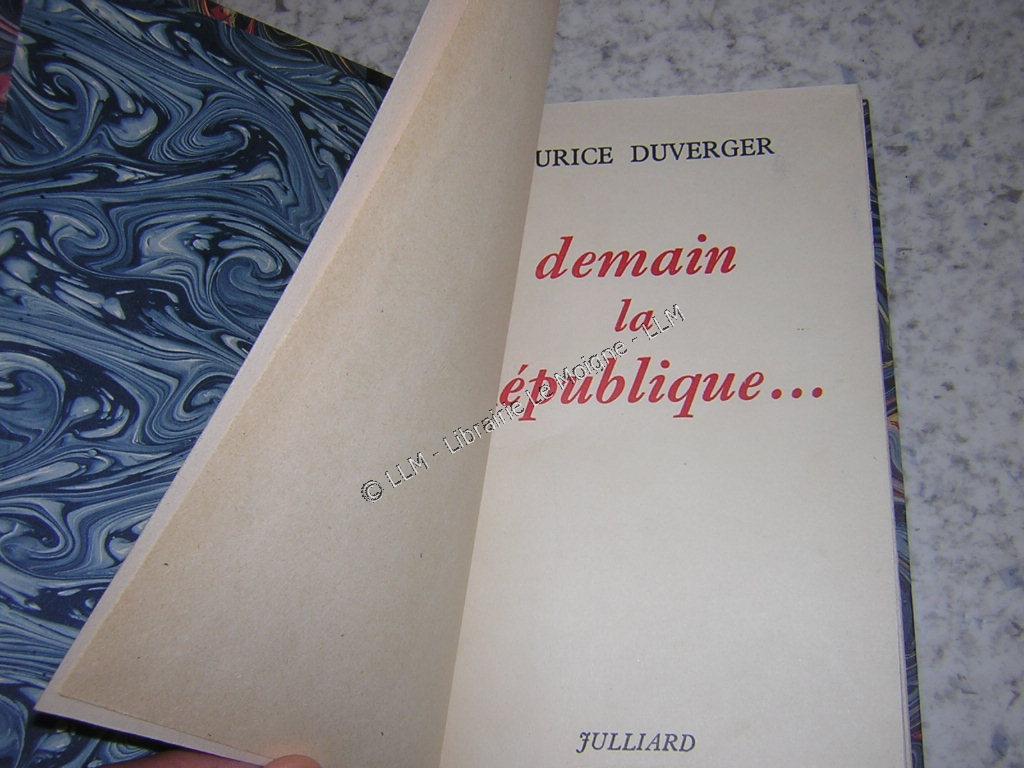 URICE DUVERGER
demain
la
épublique...
© LLM - Librairie Le Moigne - LLM
JULLIARD